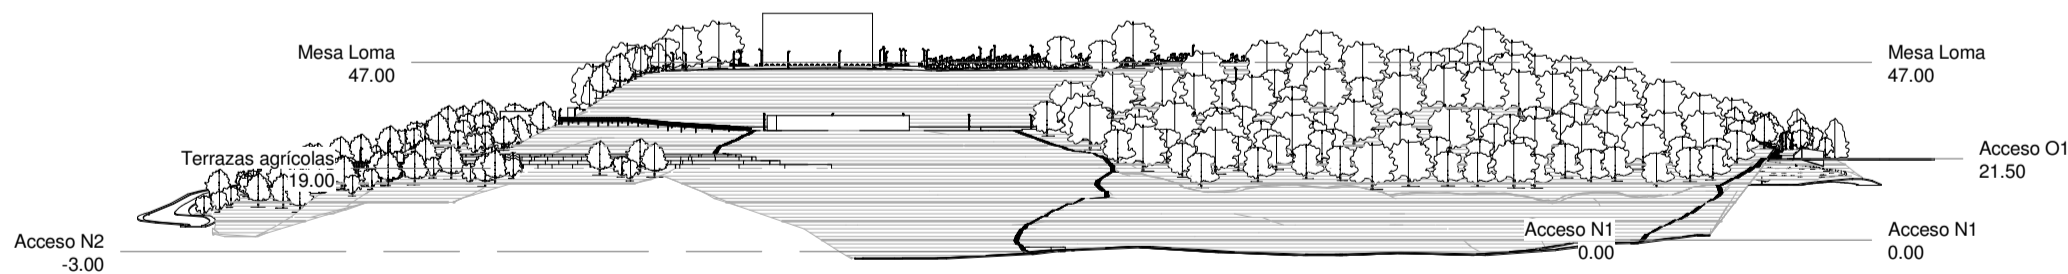 Mesa Loma
47.00
Mesa Loma
47.00
Terrazas agrícolas
19.00
Acceso O1
21.50
Acceso N2
-3.00
Acceso N1
0.00
Acceso N1
0.00